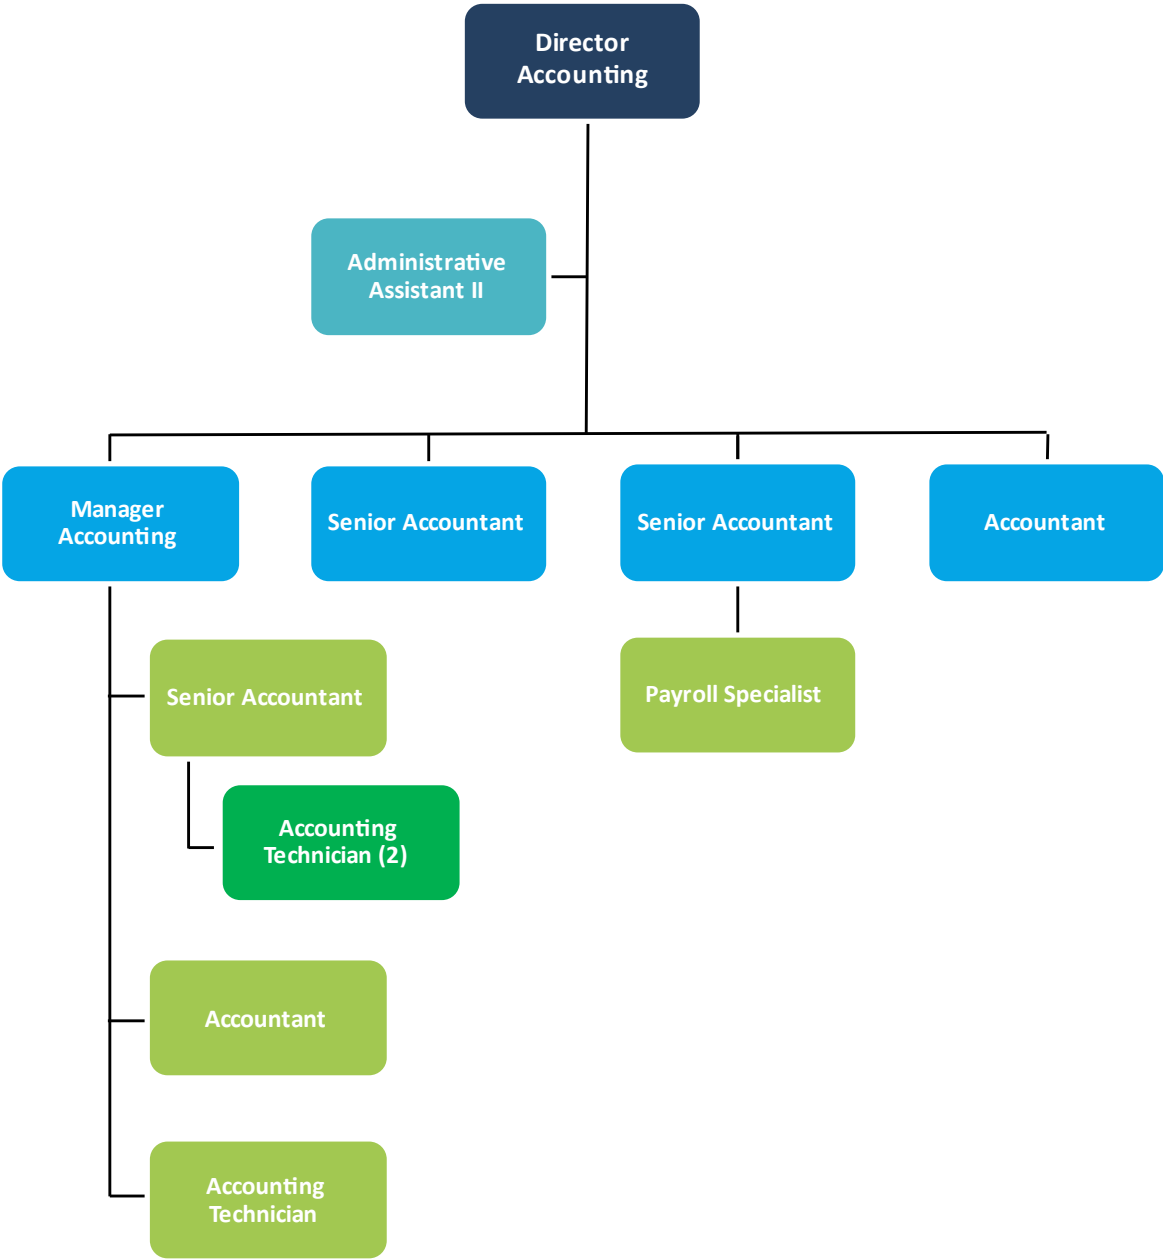 Director
Accounting
Administrative
Assistant II
Manager
Accounting
Senior Accountant
Senior Accountant
Accountant
Senior Accountant
Payroll Specialist
Accounting
Technician (2)
Accountant
Accounting
Technician